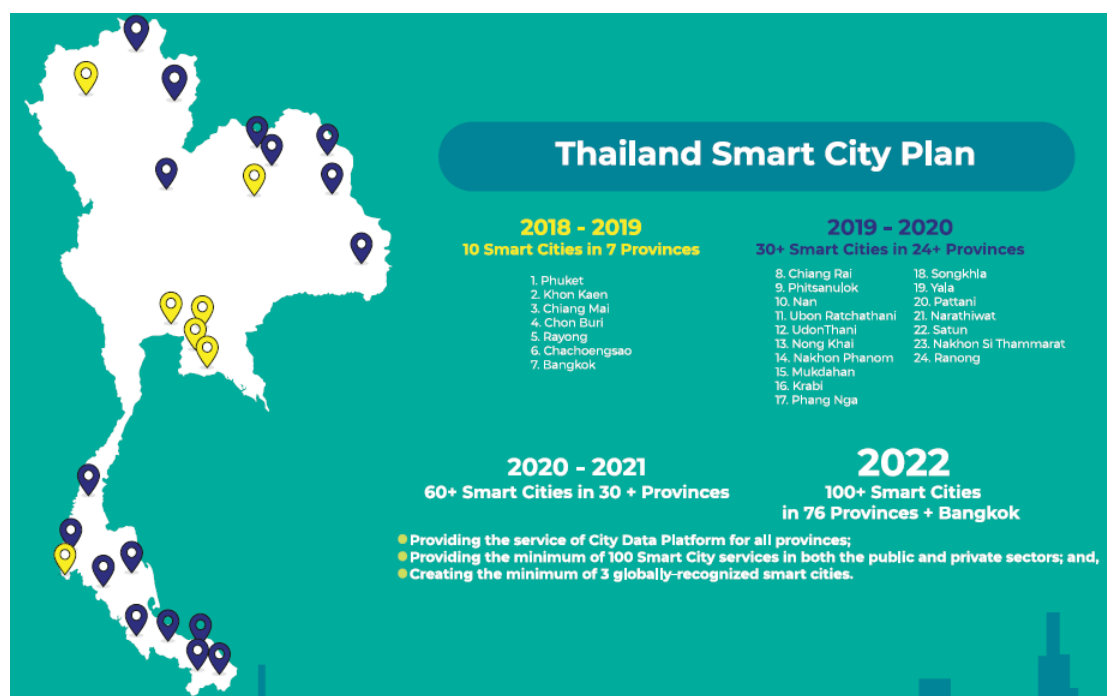 Thailand Smart City Plan
2018 - 2019
10 Smart Cities in 7 Provinces
1. Phuket
2. Khon Kaen
3. Chiang Mai
4. Chon Buri
5. Rayong
6. Chachoengsao
7. Bangkok
2019 - 2020
30+ Smart Cities in 24+ Provinces
8. Chiang Rai
9. Phitsanulok
10. Nan
11. Ubon Ratchathani
12. UdonThani
13. Nong Khai
14. Nakhon Phanom
15. Mukdahan
16. Krabi
17. Phang Nga
18. Songkhla
19. Yala
20. Pattani
21. Narathiwat
22. Satun
23. Nakhon Si Thammarat
24. Ranong
2020 - 2021
60+ Smart Cities in 30 + Provinces
2022
100+ Smart Cities
in 76 Provinces + Bangkok
Providing the service of City Data Platform for all provinces;
Providing the minimum of 100 Smart City services in both the public and private sectors; and,
Creating the minimum of 3 globally-recognized smart cities.